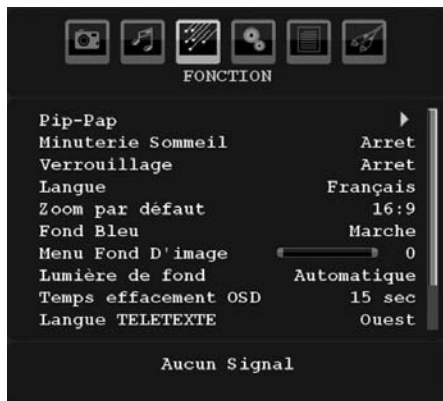 FONCTION
Pip-Pap
Minuterie Sommeil Arret
Verrouillage Arret
Langue Français
Zoom par défaut 16:9
Fond Bleu Marche
Menu Fond D'image 0
Lumière de fond Automatique
Temps effacement OSD 15 sec
Langue TELETEXTE Ouest
Aucun Signal